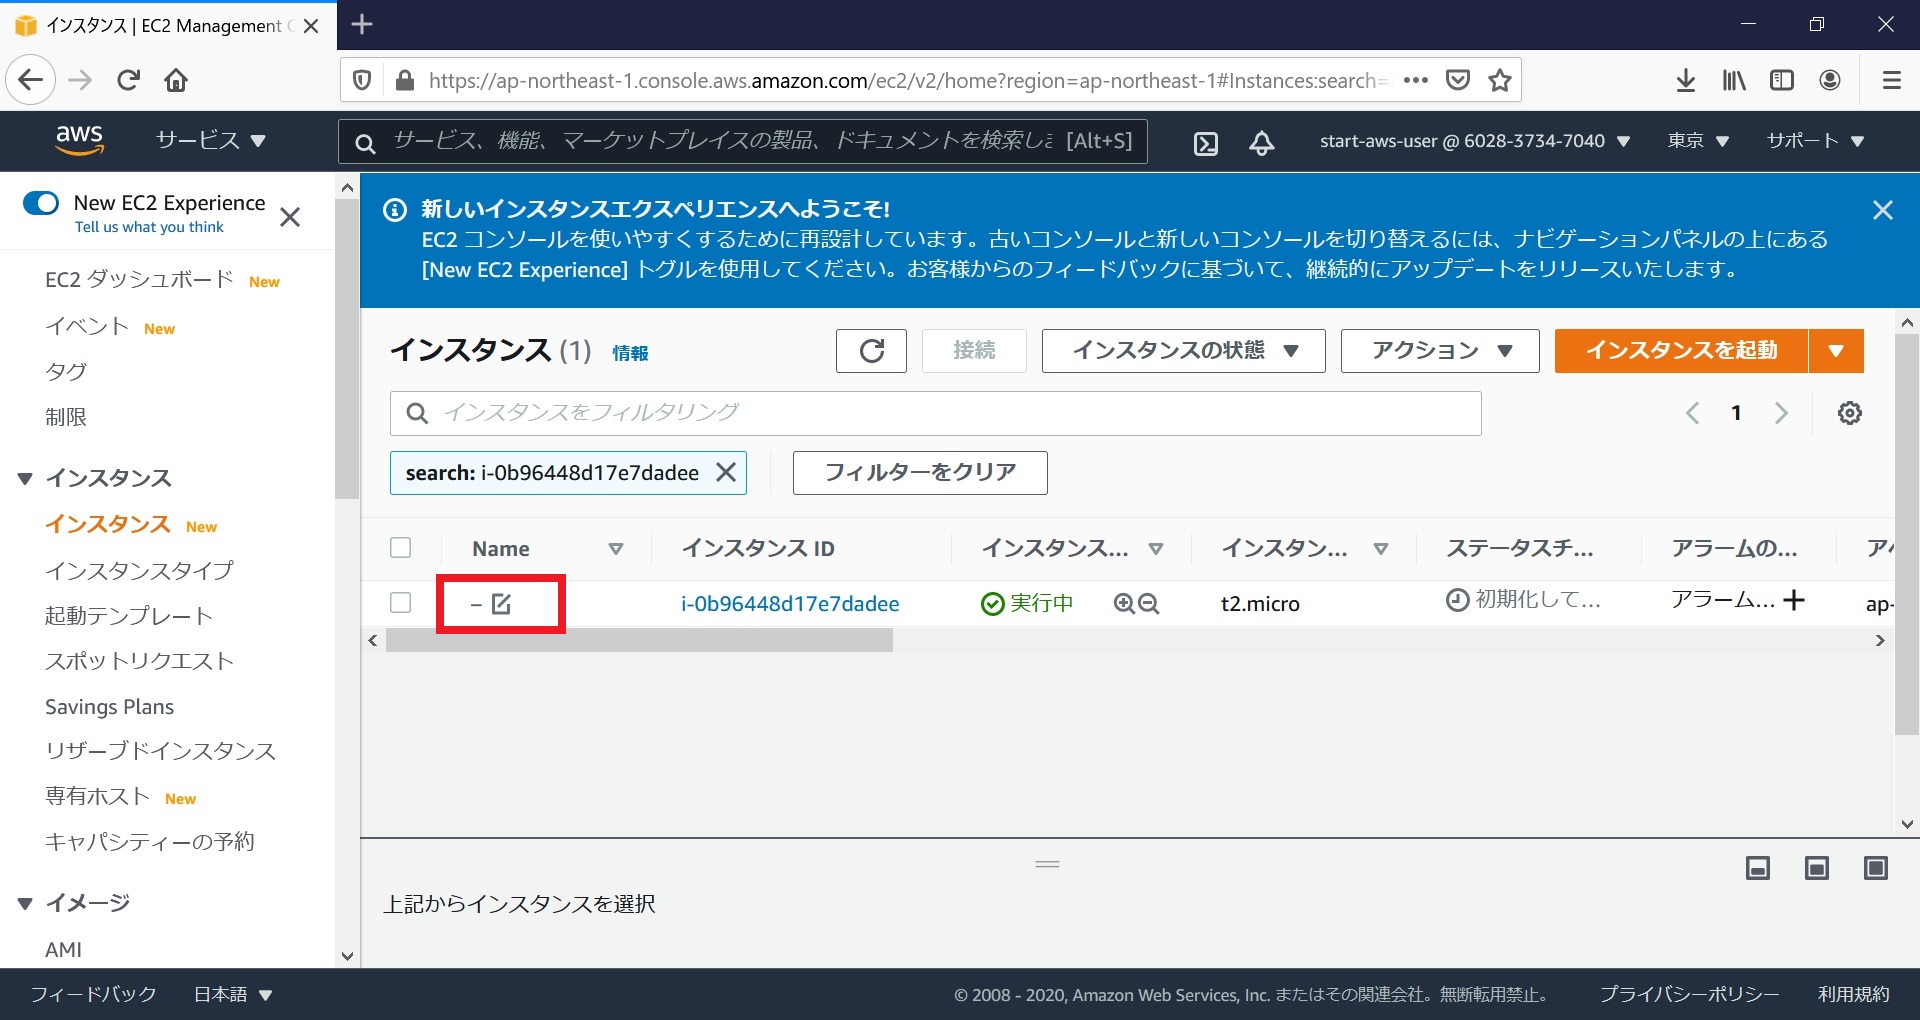 インスタンス | EC2 Management C
https://ap-northeast-1.console.aws.amazon.com/ec2/v2/home?region=ap-northeast-1#Instances:search=
aws
サービス
サービス、機能、マーケットプレイスの製品、ドキュメントを検索しま [Alt+S]
start-aws-user @ 6028-3734-7040
東京
サポート
New EC2 Experience
Tell us what you think
EC2 ダッシュボード New
イベント New
タグ
制限
インスタンス
インスタンス New
インスタンスタイプ
起動テンプレート
スポットリクエスト
Savings Plans
リザーブドインスタンス
専有ホスト New
キャパシティーの予約
イメージ
AMI
新しいインスタンスエクスペリエンスへようこそ!
EC2 コンソールを使いやすくするために再設計しています。古いコンソールと新しいコンソールを切り替えるには、ナビゲーションパネルの上にある
[New EC2 Experience] トグルを使用してください。お客様からのフィードバックに基づいて、継続的にアップデートをリリースいたします。
インスタンス (1) 情報
接続
インスタンスの状態
アクション
インスタンスを起動
インスタンスをフィルタリング
1
search: i-0b96448d17e7dadee
フィルターをクリア
Name インスタンス ID インスタンス... インスタン... ステータスチ... アラームの...
– i-0b96448d17e7dadee 実行中 t2.micro 初期化して... アラーム... ap-
上記からインスタンスを選択
フィードバック 日本語
© 2008 - 2020, Amazon Web Services, Inc. またはその関連会社。無断転用禁止。 プライバシーポリシー 利用規約